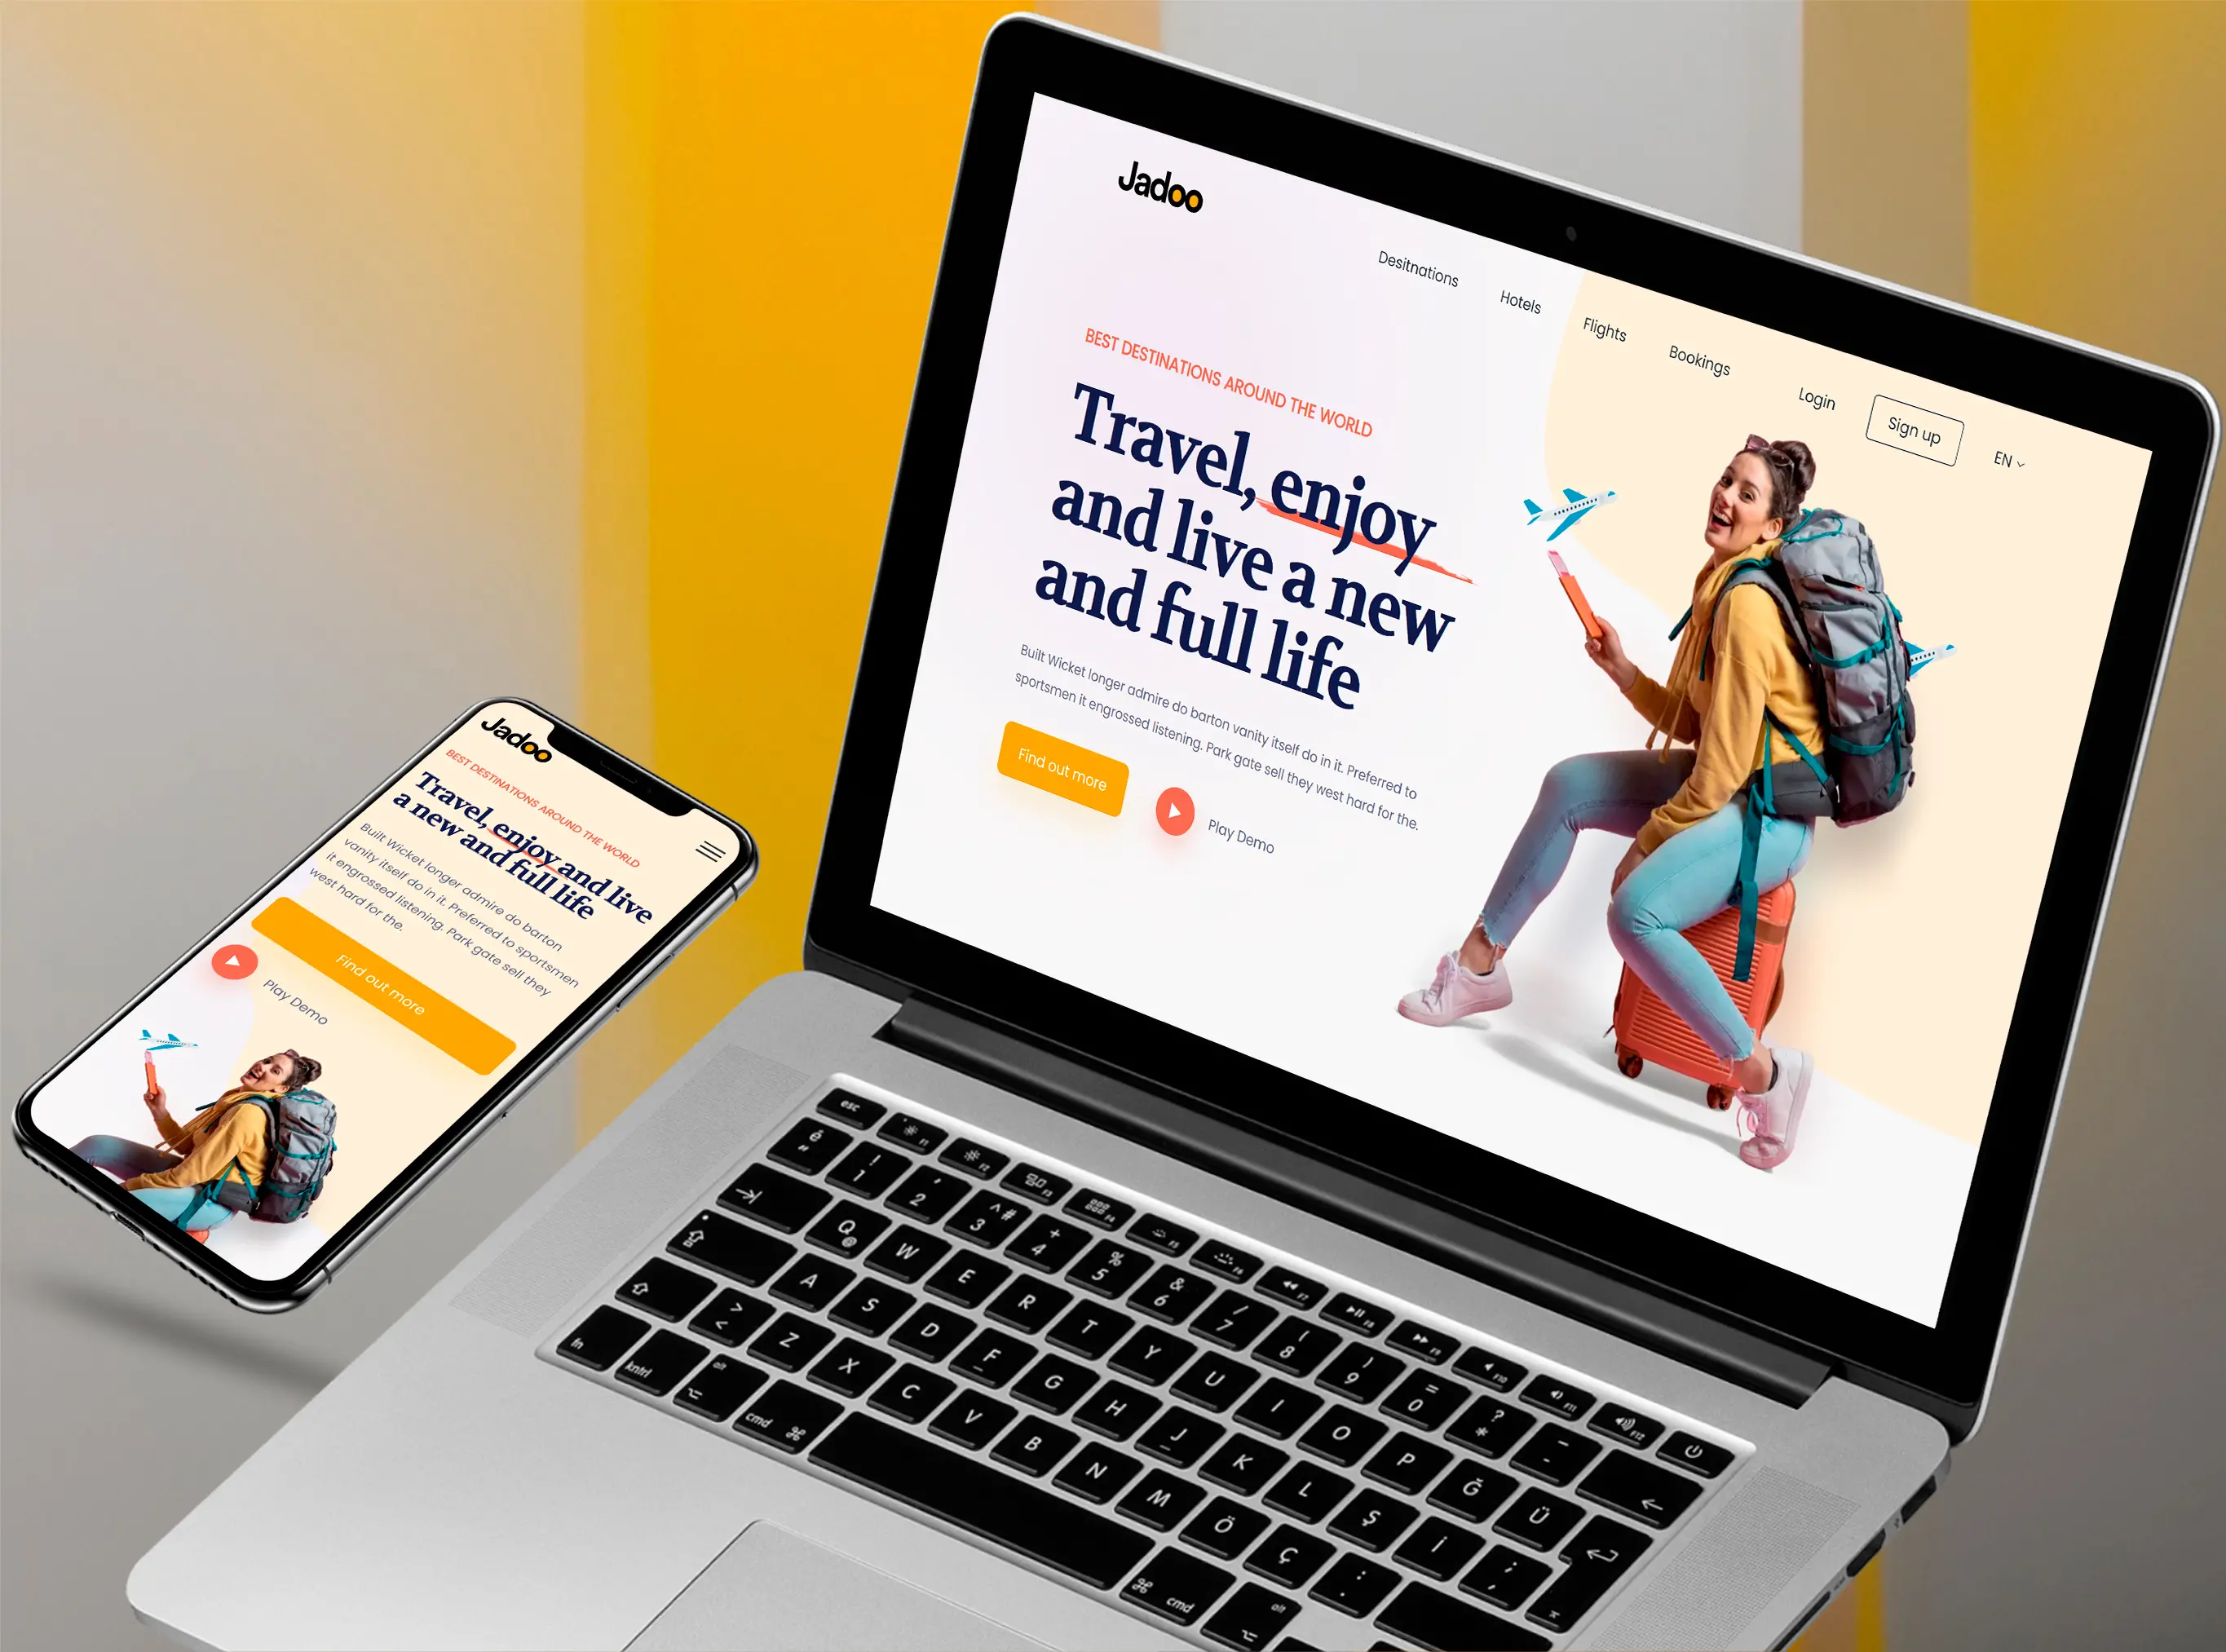 Jadoo
Desitnations
Hotels
Flights
Bookings
Login
Sign up
EN
BEST DESTINATIONS AROUND THE WORLD
Travel, enjoy
and live a new
and full life
Built Wicket longer admire do barton vanity itself do in it. Preferred to
sportsmen it engrossed listening. Park gate sell they west hard for the.
Find out more
Play Demo
Jadoo
BEST DESTINATIONS AROUND THE WORLD
Travel, enjoy and live
a new and full life
Built Wicket longer admire do barton
vanity itself do in it. Preferred to sportsmen
it engrossed listening. Park gate sell they
west hard for the.
Find out more
Play Demo
esc F1 F2 F3 F4 F5 F6 F7 F8 F9 F10 F11 F12
é ! 1 ' 2 ^ # 3 + 4 % 5 & 6 / 7 ( 8 ) 9 = 0 ? * _ -
Q @ W E R T Y U I O P Ğ Ü
A S D F G H J K L Ş İ ; ,
> < Z X C V B N M Ö Ç : .
fn kntrl alt cmd cmd alt